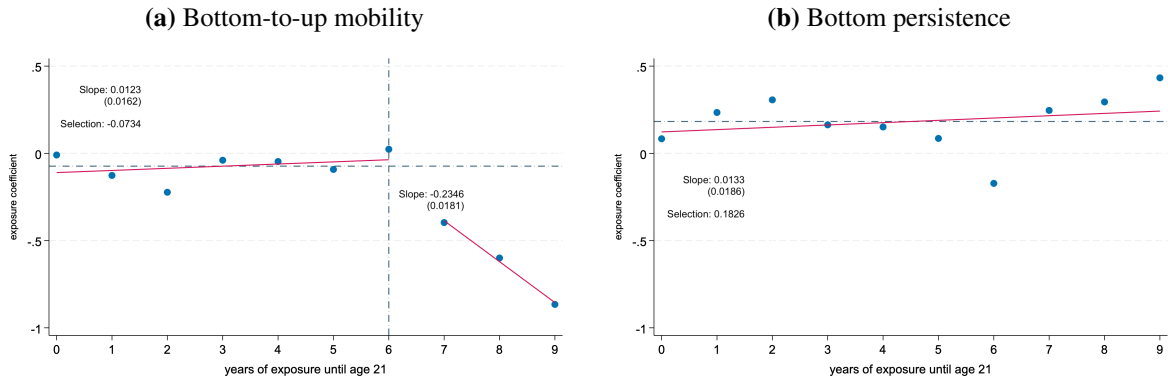 (a) Bottom-to-up mobility
.5
0
-.5
-1
exposure coefficient
Slope: 0.0123
(0.0162)
Selection: -0.0734
Slope: -0.2346
(0.0181)
0 1 2 3 4 5 6 7 8 9
years of exposure until age 21
(b) Bottom persistence
.5
0
-.5
-1
exposure coefficient
Slope: 0.0133
(0.0186)
Selection: 0.1826
0 1 2 3 4 5 6 7 8 9
years of exposure until age 21